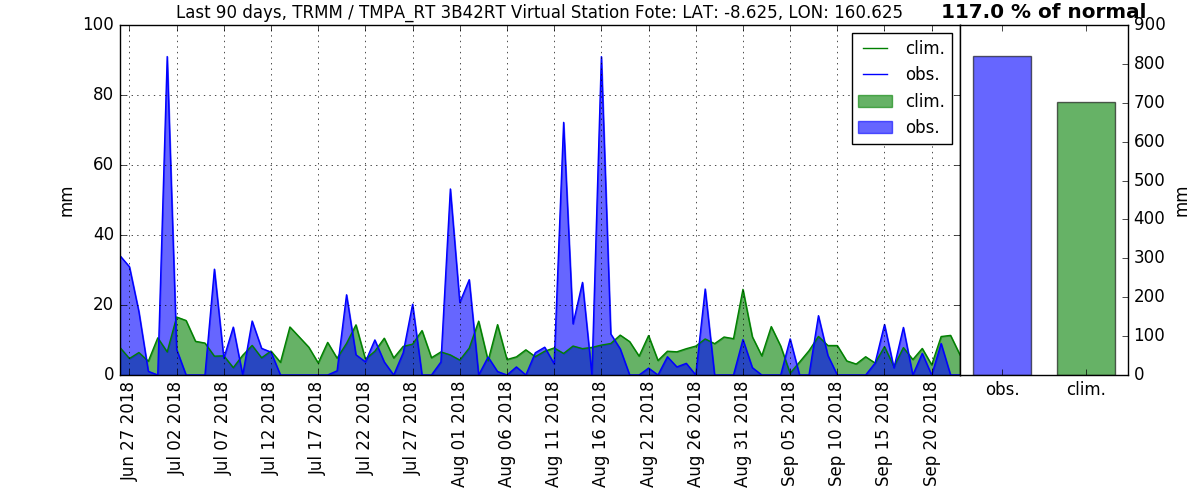 Last 90 days, TRMM / TMPA_RT 3B42RT Virtual Station Fote: LAT: -8.625, LON: 160.625
117.0 % of normal
clim.
obs.
clim.
obs.
mm
100
80
60
40
20
0
Jun 27 2018
Jul 02 2018
Jul 07 2018
Jul 12 2018
Jul 17 2018
Jul 22 2018
Jul 27 2018
Aug 01 2018
Aug 06 2018
Aug 11 2018
Aug 16 2018
Aug 21 2018
Aug 26 2018
Aug 31 2018
Sep 05 2018
Sep 10 2018
Sep 15 2018
Sep 20 2018
900
800
700
600
500
400
300
200
100
0
mm
obs.
clim.